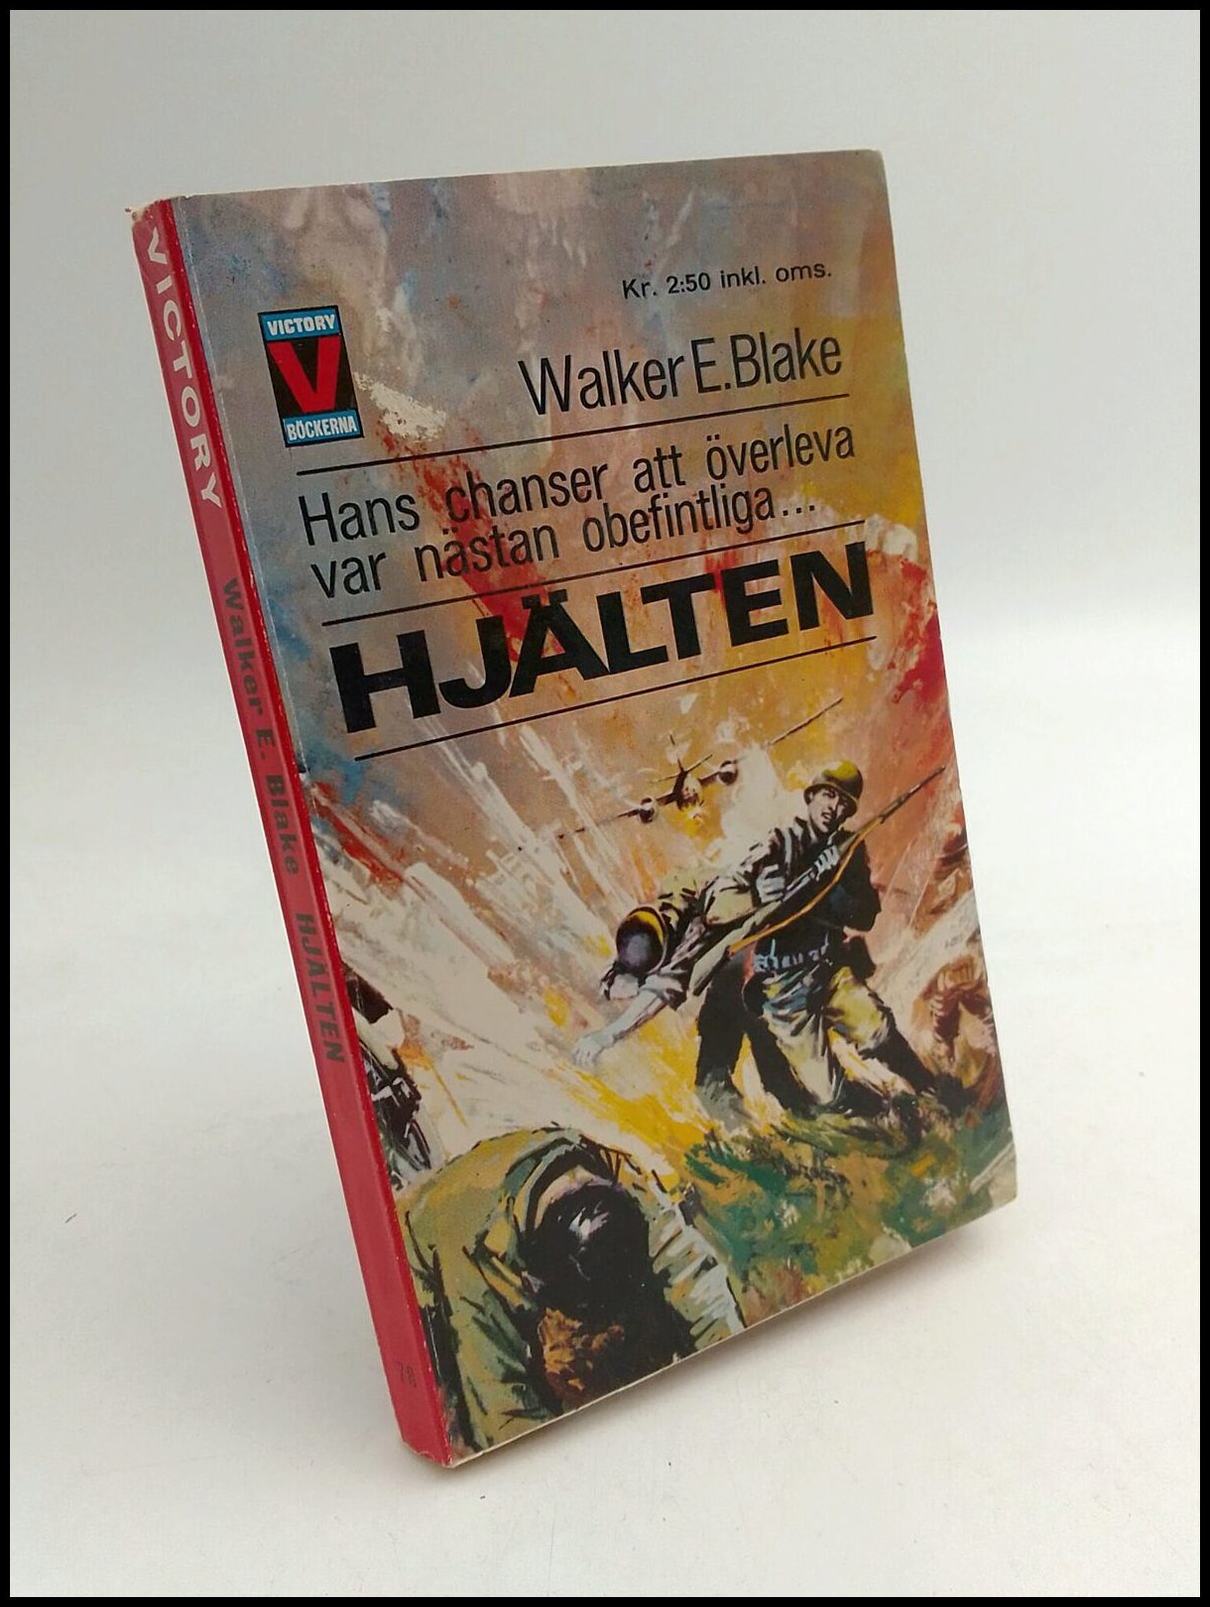 Kr. 2:50 inkl. oms.
VICTORY
V
BÖCKERNA
Walker E. Blake
Hans chanser att överleva
var nästan obefintliga...
HJÄLTEN
VICTORY Walker E. Blake HJÄLTEN